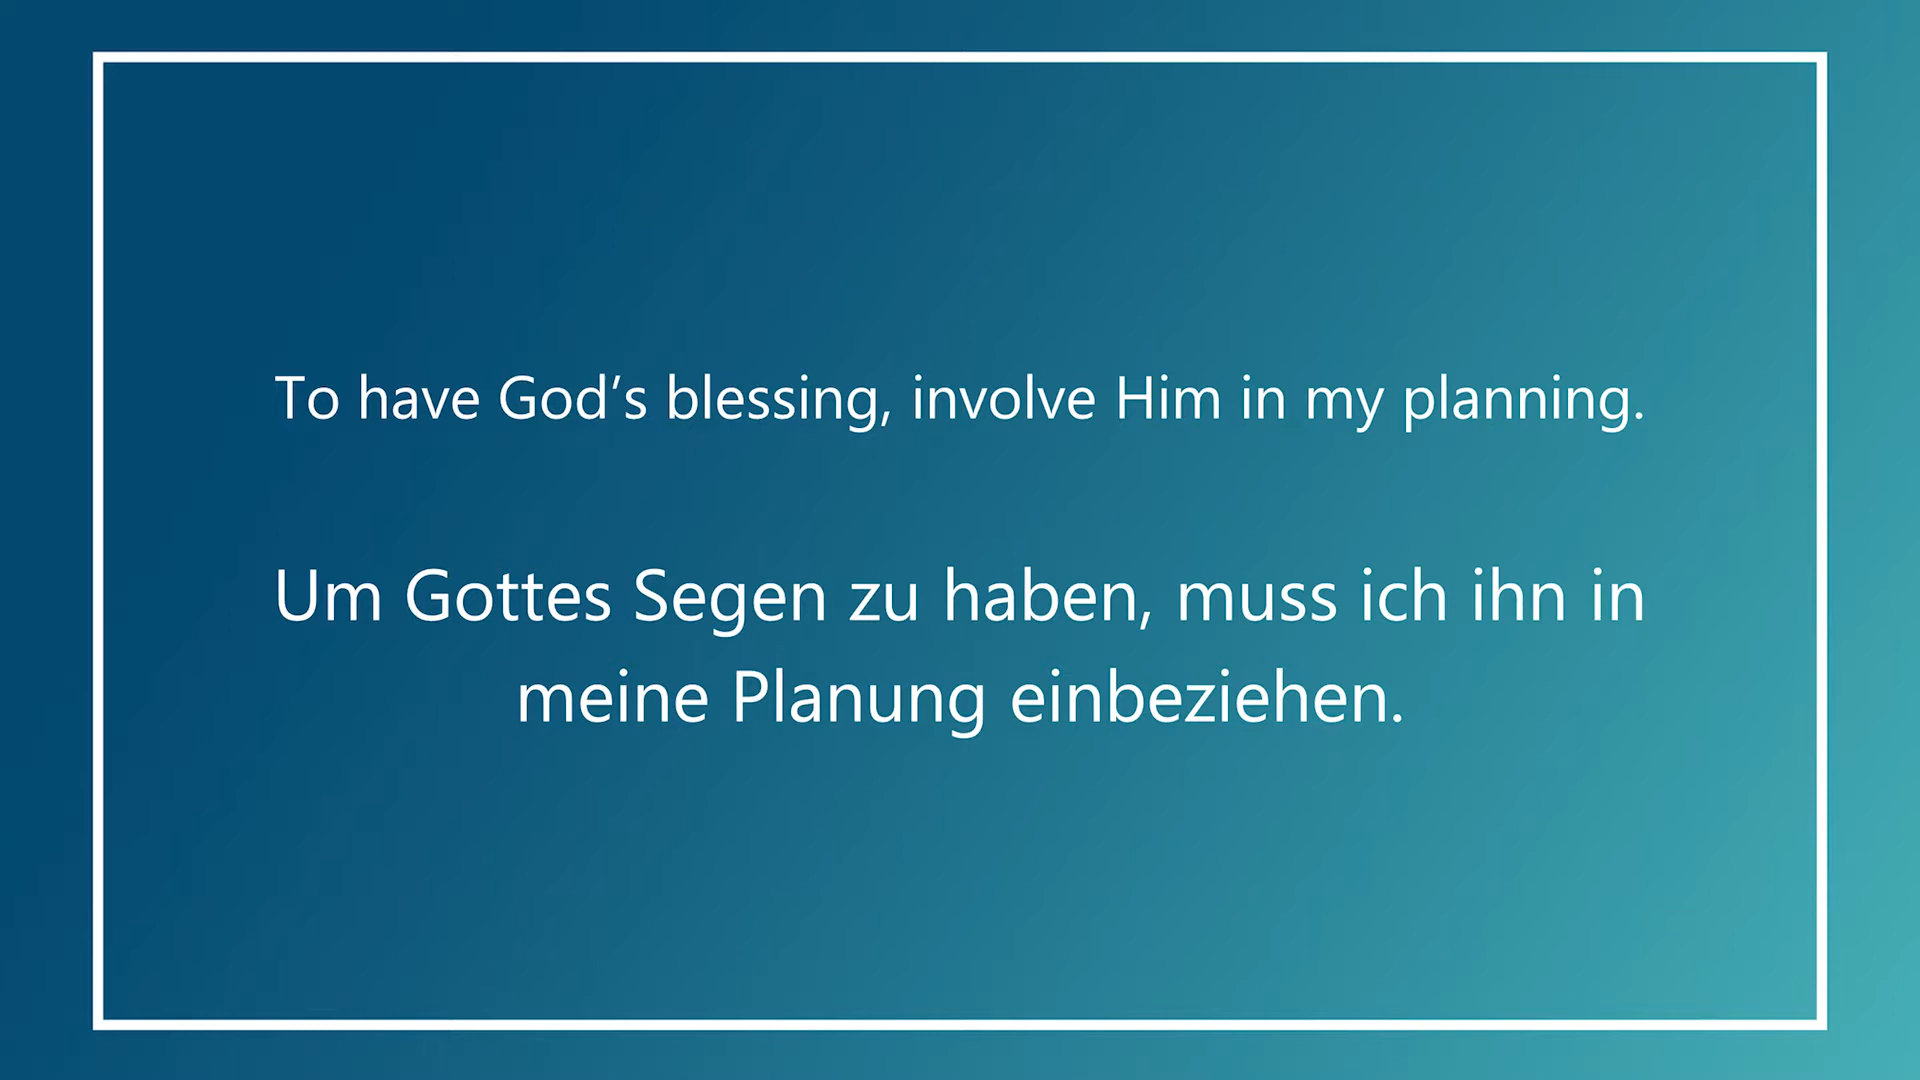 To have God’s blessing, involve Him in my planning.
Um Gottes Segen zu haben, muss ich ihn in
meine Planung einbeziehen.